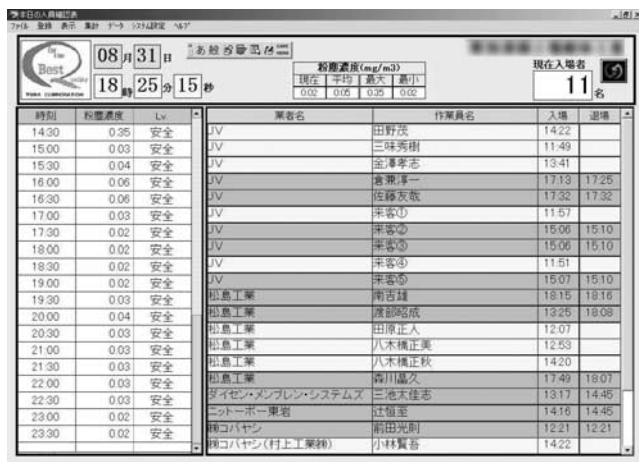 本日の人員確認表
ファイル 登録 表示 集計 データ システム設定 ヘルプ
by the
Best
quality
08 月 31 日
18 時 25 分 15 秒
粉塵濃度(mg/m3)
現在 平均 最大 最小
0.02 0.05 0.35 0.02
現在入場者
11 名
時刻 粉塵濃度 Lv.
14:30 0.35 安全
15:00 0.03 安全
15:30 0.04 安全
16:00 0.06 安全
16:30 0.06 安全
17:00 0.03 安全
17:30 0.02 安全
18:00 0.02 安全
18:30 0.02 安全
19:00 0.02 安全
19:30 0.03 安全
20:00 0.04 安全
20:30 0.03 安全
21:00 0.03 安全
21:30 0.03 安全
22:00 0.03 安全
22:30 0.03 安全
23:00 0.02 安全
23:30 0.02 安全
業者名 作業員名 入場 退場
JV 田野茂 14:22
JV 三味秀樹 11:49
JV 金澤孝志 13:41
JV 倉兼淳一 17:13 17:25
JV 佐藤友哉 17:32 17:32
JV 来客① 11:57
JV 来客② 15:06 15:10
JV 来客③ 15:06 15:10
JV 来客④ 11:51
JV 来客⑤ 15:07 15:10
松島工業 南吉雄 18:15 18:16
松島工業 渡部昭成 13:25 18:08
松島工業 田原正人 12:07
松島工業 八木橋正美 12:53
松島工業 八木橋正秋 14:20
松島工業 森川晶久 17:49 18:07
ダイセン・メンブレン・システムズ 三池太佳志 13:17 14:45
ニットーボー東岩 辻恒至 14:16 14:45
㈱コバヤシ 前田光則 12:21 12:21
㈱コバヤシ(村上工業㈱) 小林賢吾 14:22